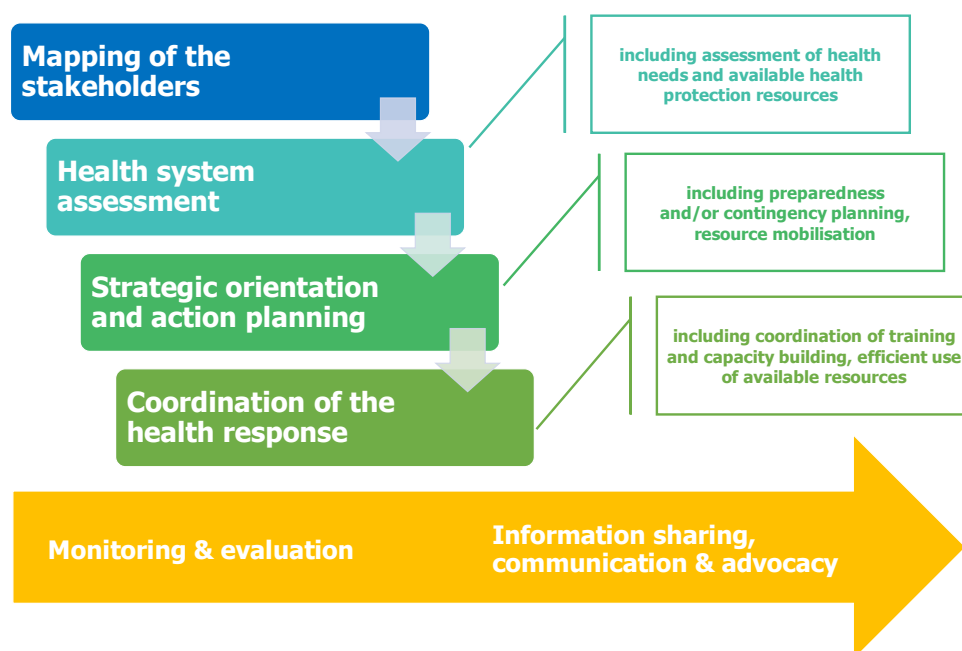 Mapping of the
stakeholders
including assessment of health
needs and available health
protection resources
Health system
assessment
including preparedness
and/or contingency planning,
resource mobilisation
Strategic orientation
and action planning
including coordination of training
and capacity building, efficient use
of available resources
Coordination of the
health response
Monitoring & evaluation
Information sharing,
communication & advocacy